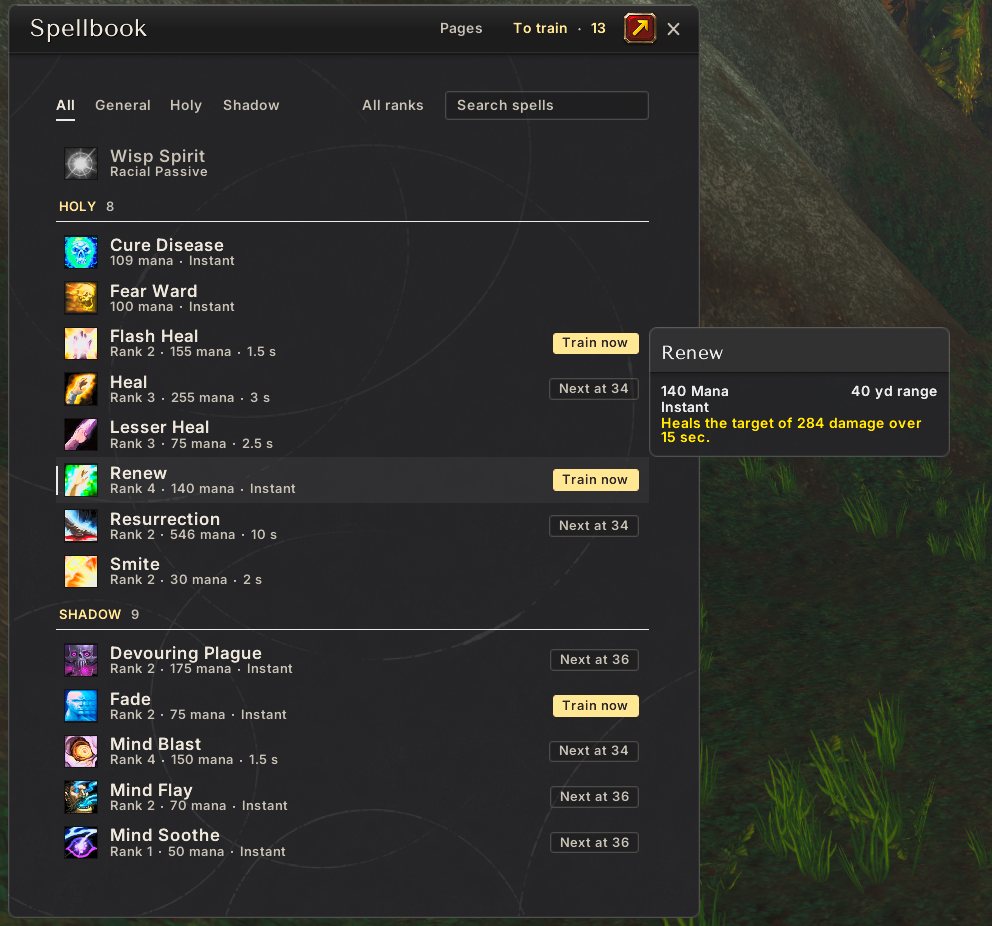 Spellbook
Pages To train · 13
All General Holy Shadow All ranks Search spells
Wisp Spirit
Racial Passive
HOLY 8
Cure Disease
109 mana · Instant
Fear Ward
100 mana · Instant
Flash Heal
Rank 2 · 155 mana · 1.5 s
Train now
Heal
Rank 3 · 255 mana · 3 s
Next at 34
Lesser Heal
Rank 3 · 75 mana · 2.5 s
Renew
Rank 4 · 140 mana · Instant
Train now
Resurrection
Rank 2 · 546 mana · 10 s
Next at 34
Smite
Rank 2 · 30 mana · 2 s
SHADOW 9
Devouring Plague
Rank 2 · 175 mana · Instant
Next at 36
Fade
Rank 2 · 75 mana · Instant
Train now
Mind Blast
Rank 4 · 150 mana · 1.5 s
Next at 34
Mind Flay
Rank 2 · 70 mana · Instant
Next at 36
Mind Soothe
Rank 1 · 50 mana · Instant
Next at 36
Renew
140 Mana 40 yd range
Instant
Heals the target of 284 damage over
15 sec.